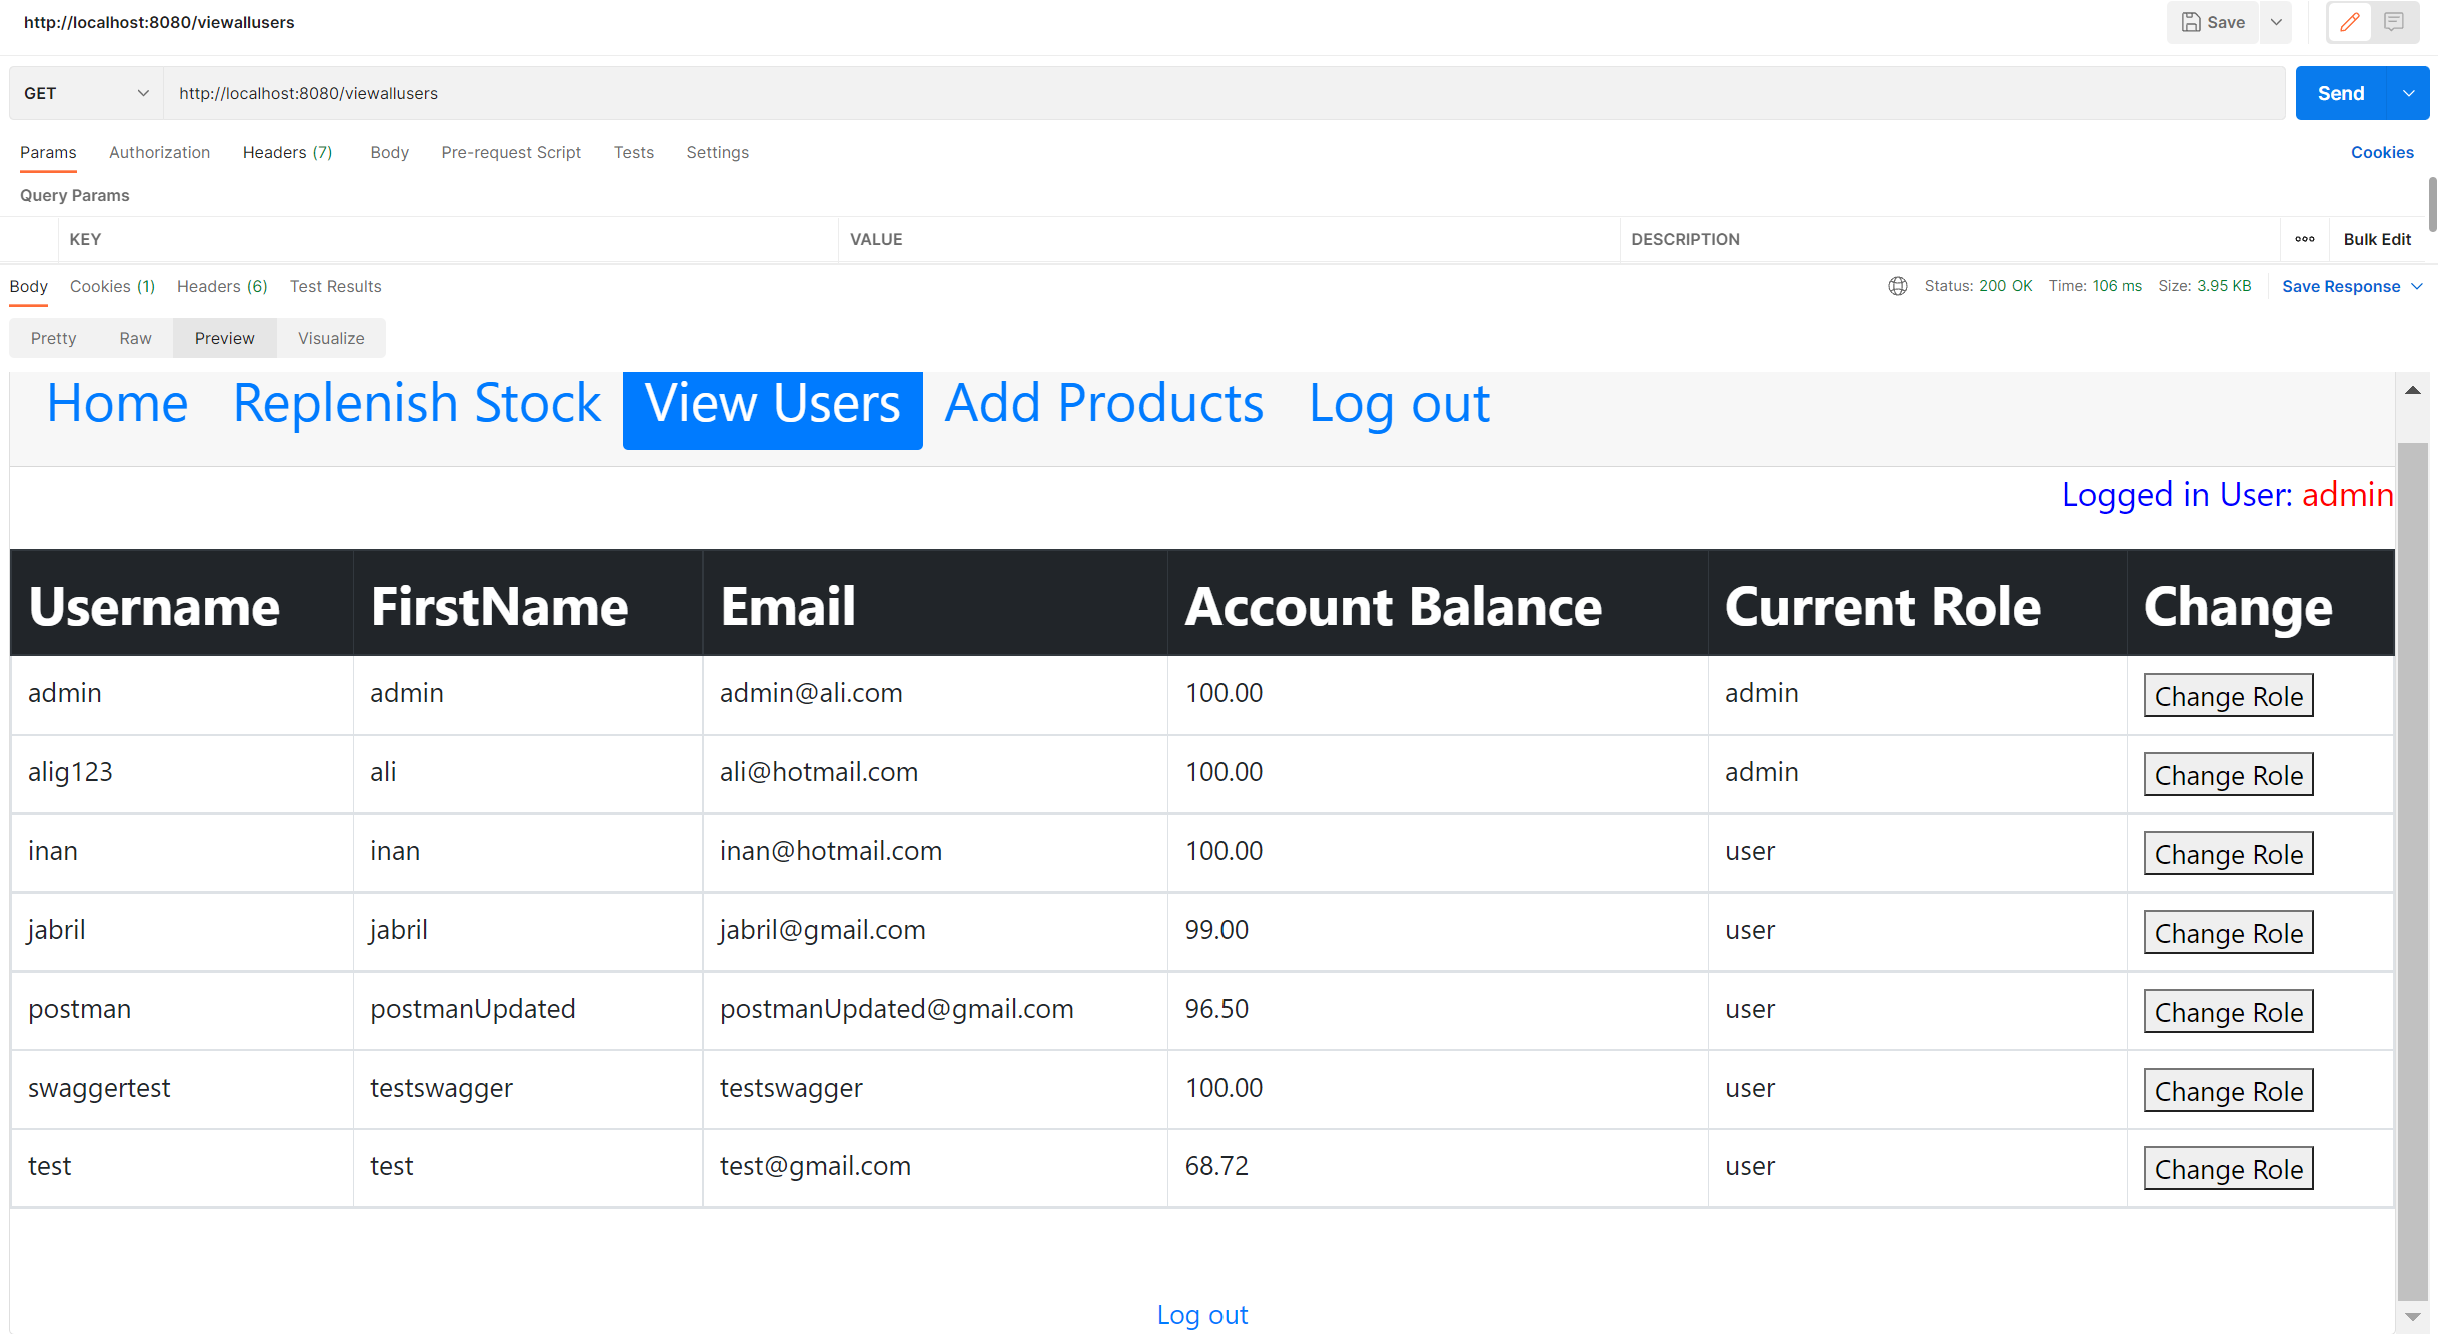 http://localhost:8080/viewallusers
Save
GET http://localhost:8080/viewallusers Send
Params Authorization Headers (7) Body Pre-request Script Tests Settings Cookies
Query Params
KEY VALUE DESCRIPTION Bulk Edit
Body Cookies (1) Headers (6) Test Results Status: 200 OK Time: 106 ms Size: 3.95 KB Save Response
Pretty Raw Preview Visualize
Home Replenish Stock View Users Add Products Log out
Logged in User: admin
Username FirstName Email Account Balance Current Role Change
admin admin admin@ali.com 100.00 admin Change Role
alig123 ali ali@hotmail.com 100.00 admin Change Role
inan inan inan@hotmail.com 100.00 user Change Role
jabril jabril jabril@gmail.com 99.00 user Change Role
postman postmanUpdated postmanUpdated@gmail.com 96.50 user Change Role
swaggertest testswagger testswagger 100.00 user Change Role
test test test@gmail.com 68.72 user Change Role
Log out